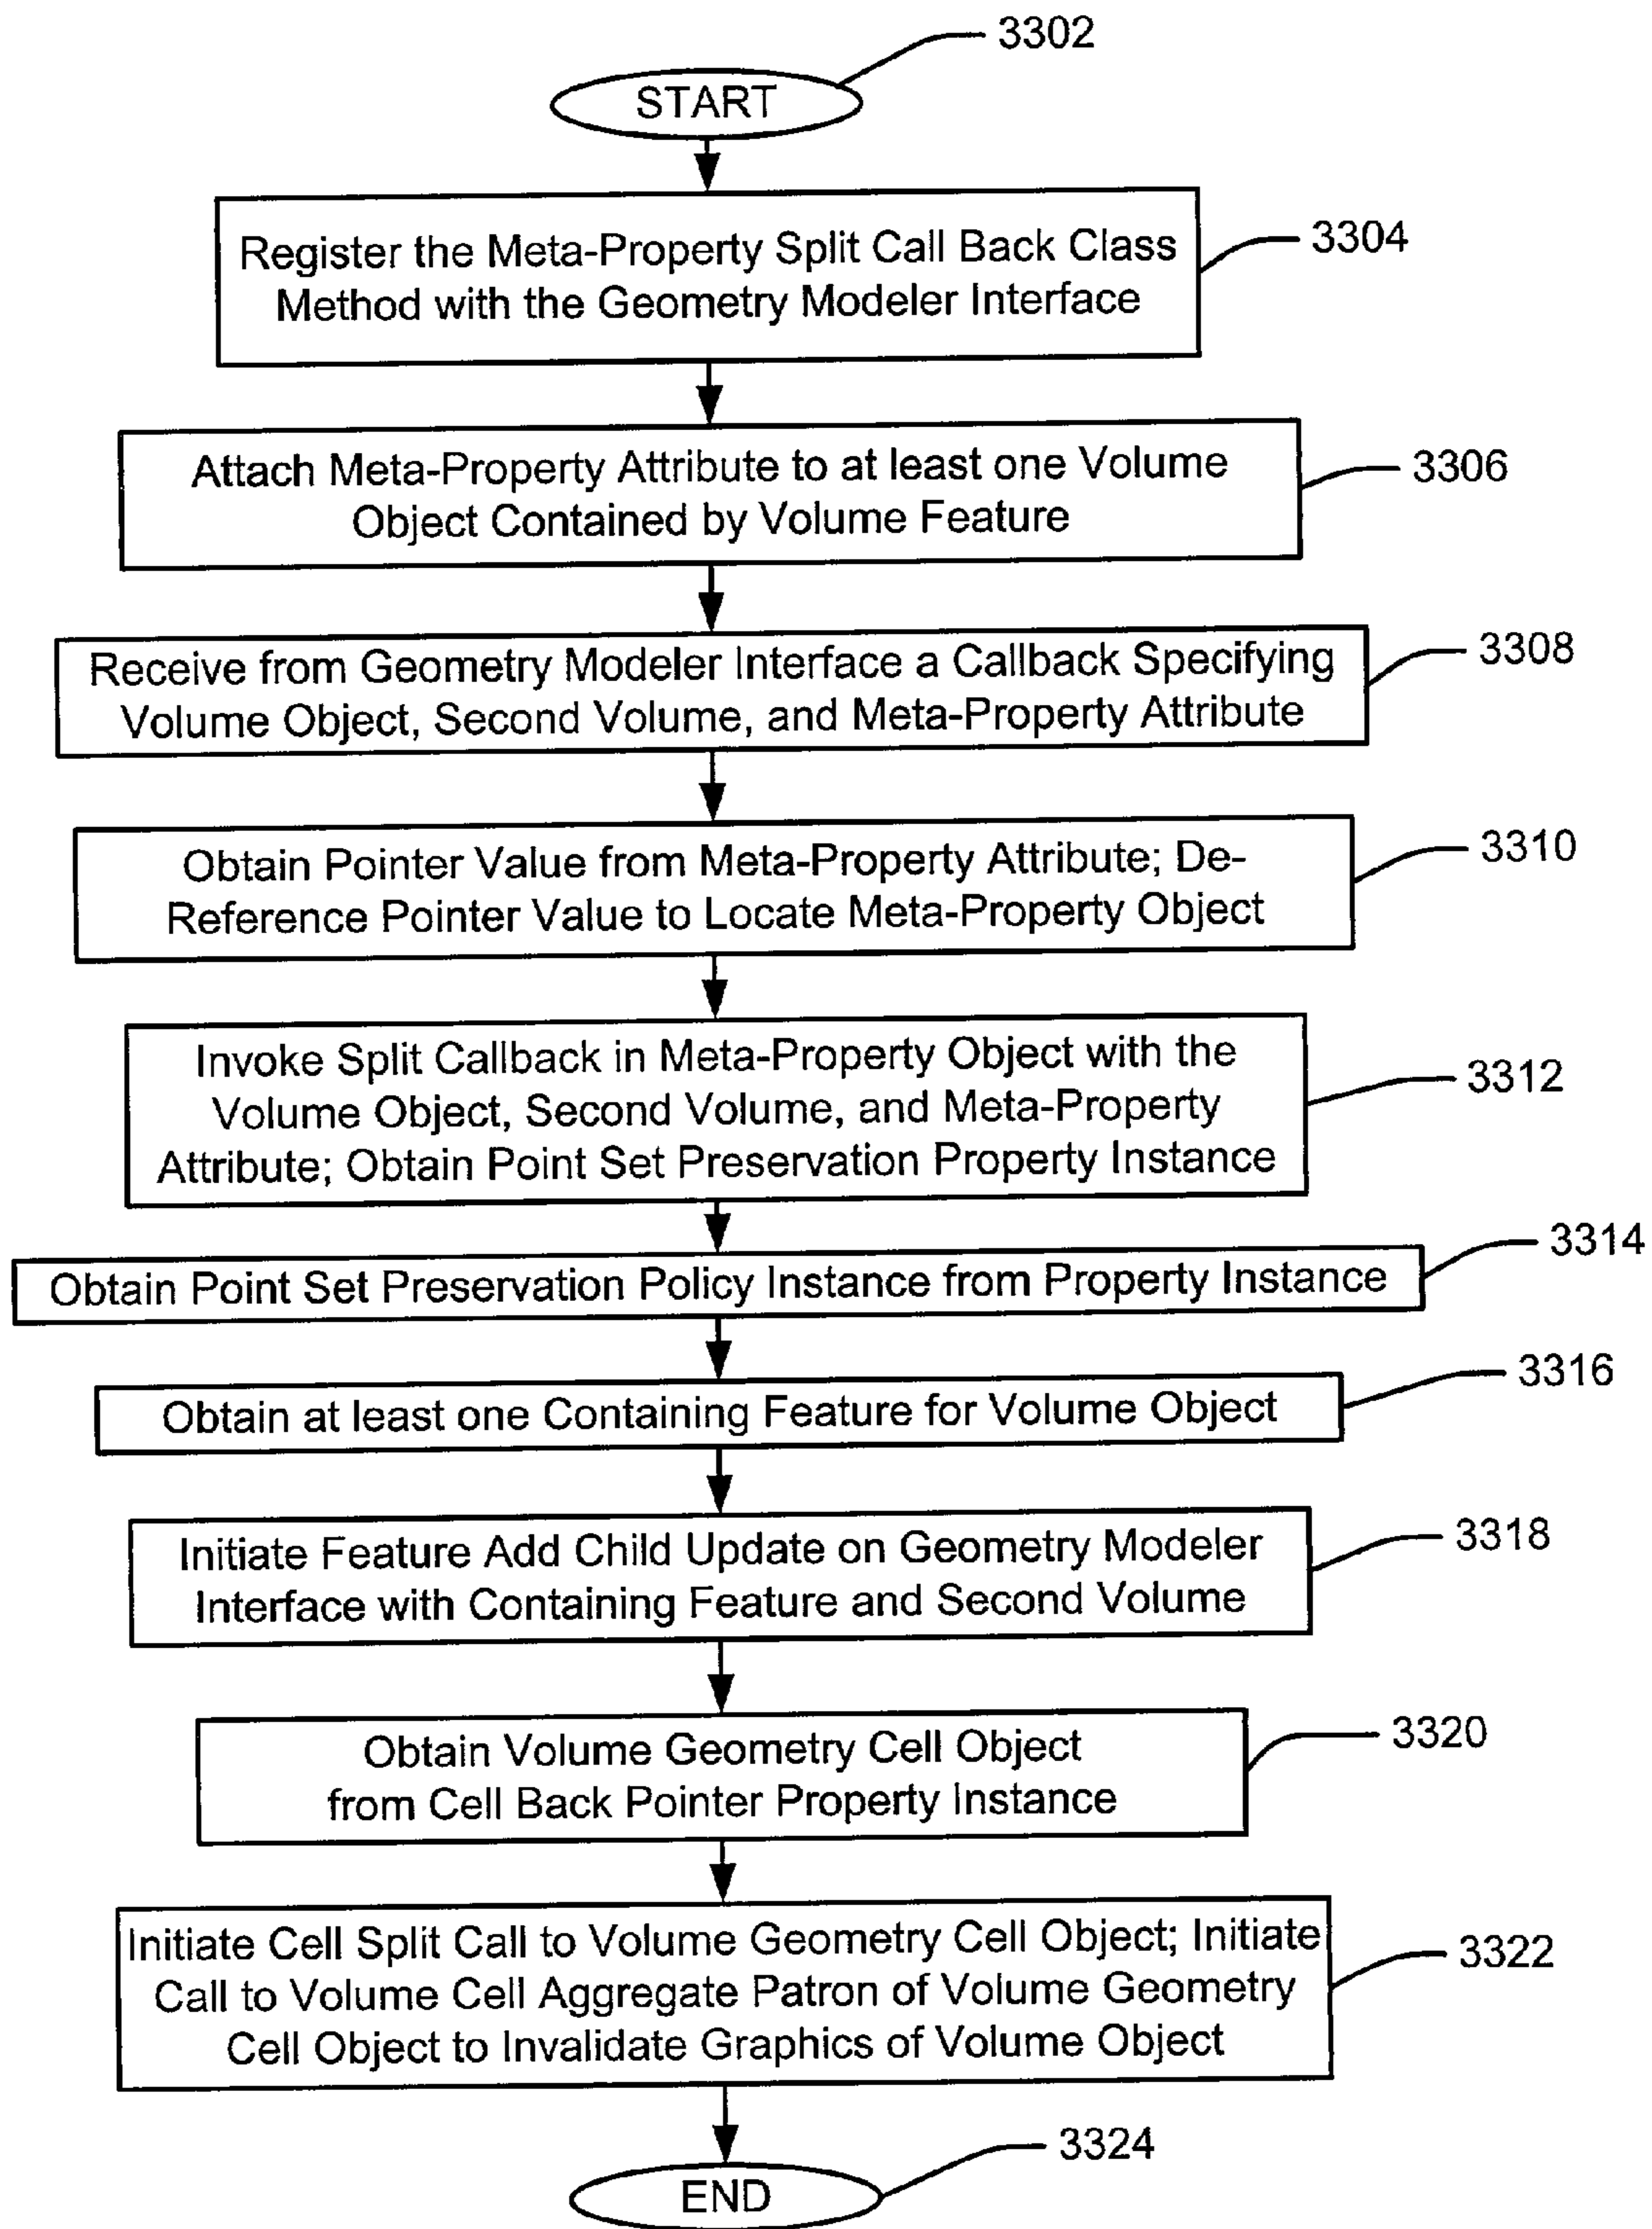 3302
START
Register the Meta-Property Split Call Back Class
Method with the Geometry Modeler Interface
3304
Attach Meta-Property Attribute to at least one Volume
Object Contained by Volume Feature
3306
Receive from Geometry Modeler Interface a Callback Specifying
Volume Object, Second Volume, and Meta-Property Attribute
3308
Obtain Pointer Value from Meta-Property Attribute; De-
Reference Pointer Value to Locate Meta-Property Object
3310
Invoke Split Callback in Meta-Property Object with the
Volume Object, Second Volume, and Meta-Property
Attribute; Obtain Point Set Preservation Property Instance
3312
Obtain Point Set Preservation Policy Instance from Property Instance
3314
Obtain at least one Containing Feature for Volume Object
3316
Initiate Feature Add Child Update on Geometry Modeler
Interface with Containing Feature and Second Volume
3318
Obtain Volume Geometry Cell Object
from Cell Back Pointer Property Instance
3320
Initiate Cell Split Call to Volume Geometry Cell Object; Initiate
Call to Volume Cell Aggregate Patron of Volume Geometry
Cell Object to Invalidate Graphics of Volume Object
3322
3324
END